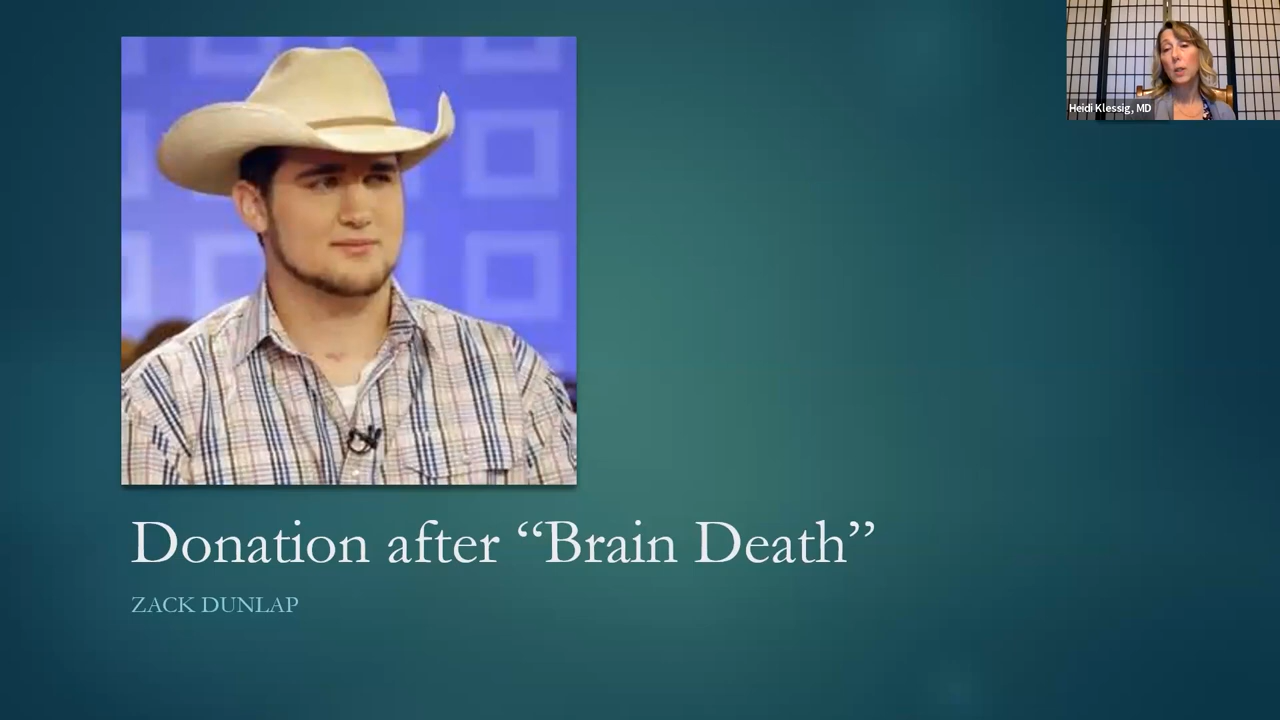 Heidi Klessig, MD
Donation after “Brain Death”
ZACK DUNLAP